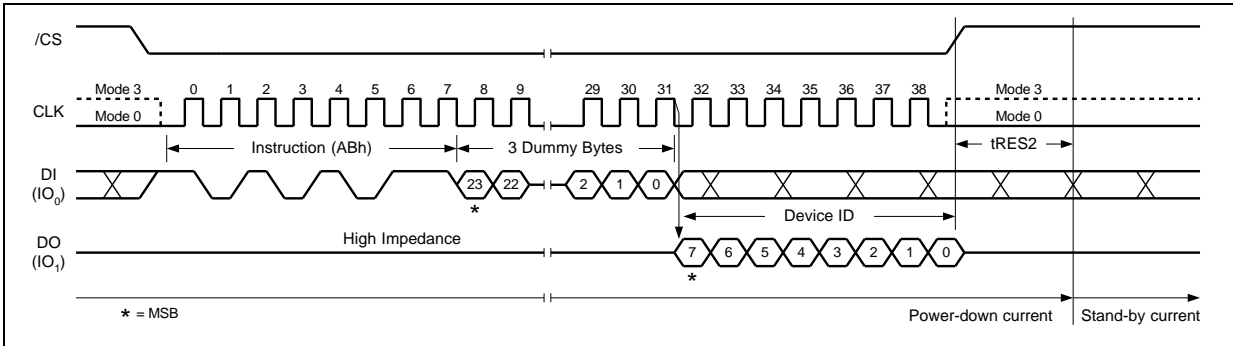 /CS
Mode 3 0 1 2 3 4 5 6 7 8 9 29 30 31 32 33 34 35 36 37 38 Mode 3
CLK
Mode 0 Mode 0
Instruction (ABh) 3 Dummy Bytes tRES2
DI
(IO0)
23 22 2 1 0
*
Device ID
High Impedance
DO
(IO1)
7 6 5 4 3 2 1 0
*
* = MSB
Power-down current Stand-by current